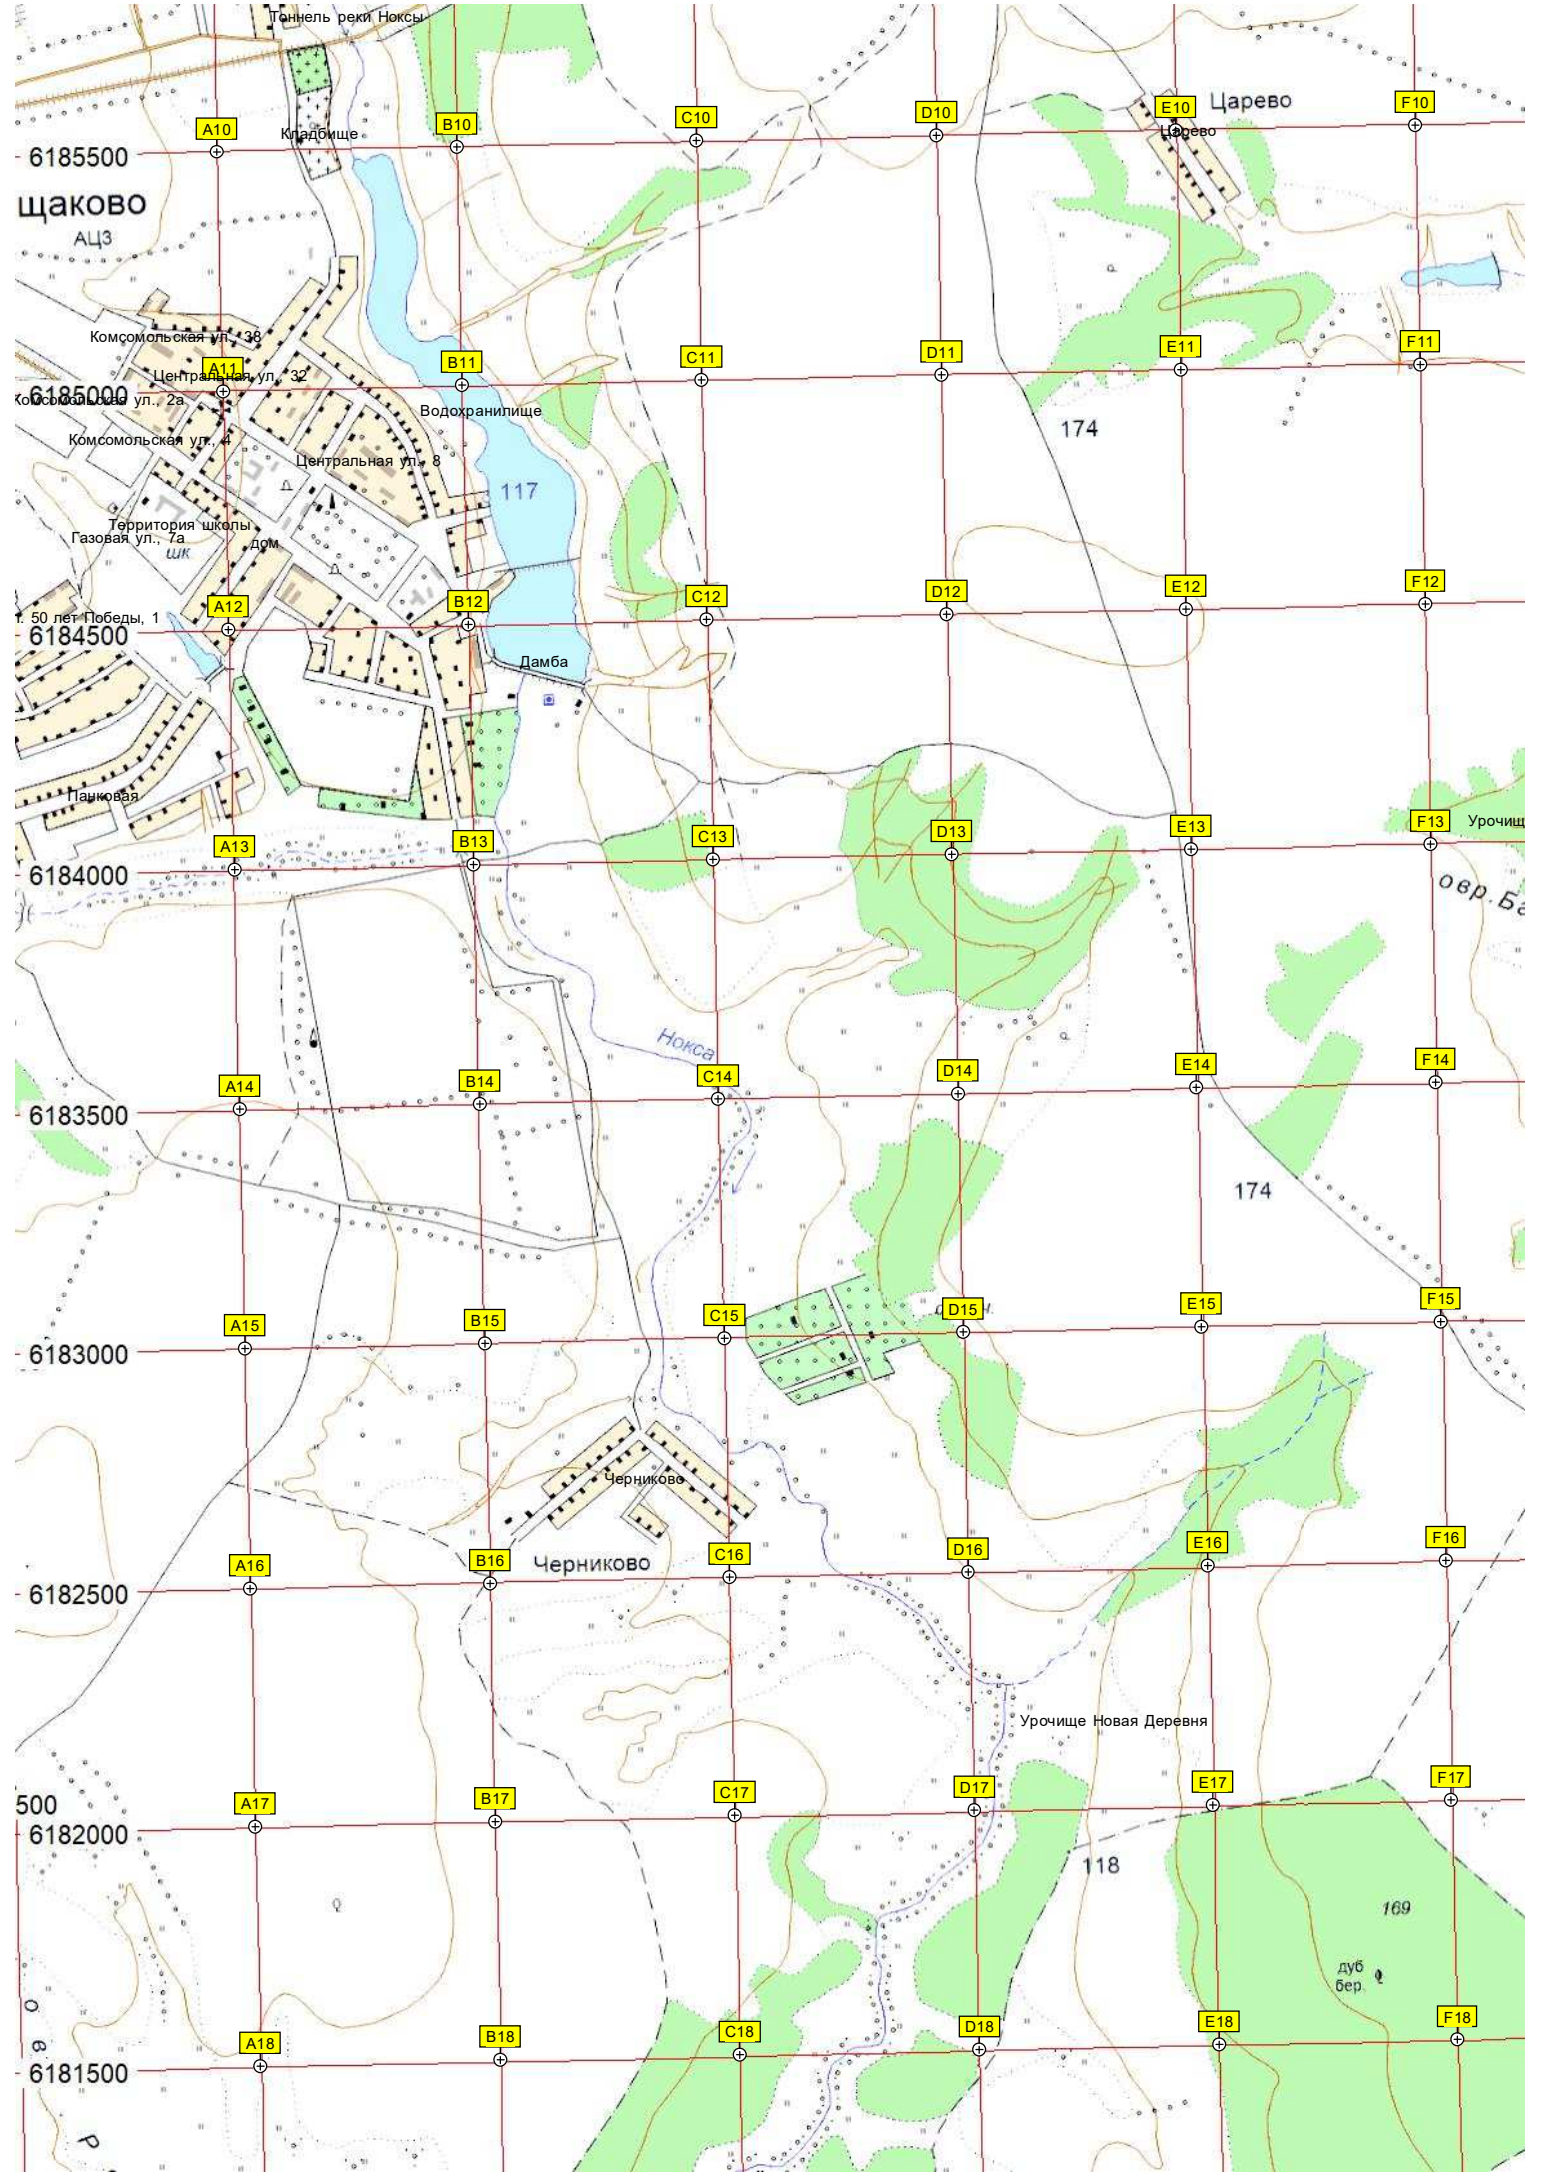 Тоннель реки Ноксы
Царево
F10
E10
D10
C10
B10
A10
Кладбище
Царево
6185500
щаково
АЦЗ
Комсомольская ул., 38
F11
E11
D11
C11
B11
A11
Центральная ул., 32
6185000
Комсомольская ул., 2а
Водохранилище
174
Комсомольская ул., 4
Центральная ул., 8
117
Территория школы
Газовая ул., 7а
дом
шк
F12
E12
D12
C12
B12
A12
50 лет Победы, 1
6184500
Дамба
Панковая
F13
Урочищ
E13
D13
C13
B13
A13
6184000
овр. Ба
Нокса
F14
E14
D14
C14
B14
A14
6183500
174
F15
E15
D15
C15
B15
A15
6183000
Черниково
F16
E16
D16
C16
B16
A16
Черниково
6182500
Урочище Новая Деревня
F17
E17
D17
C17
B17
A17
500
6182000
118
169
дуб
бер.
О
в
F18
E18
D18
C18
B18
A18
6181500
Р